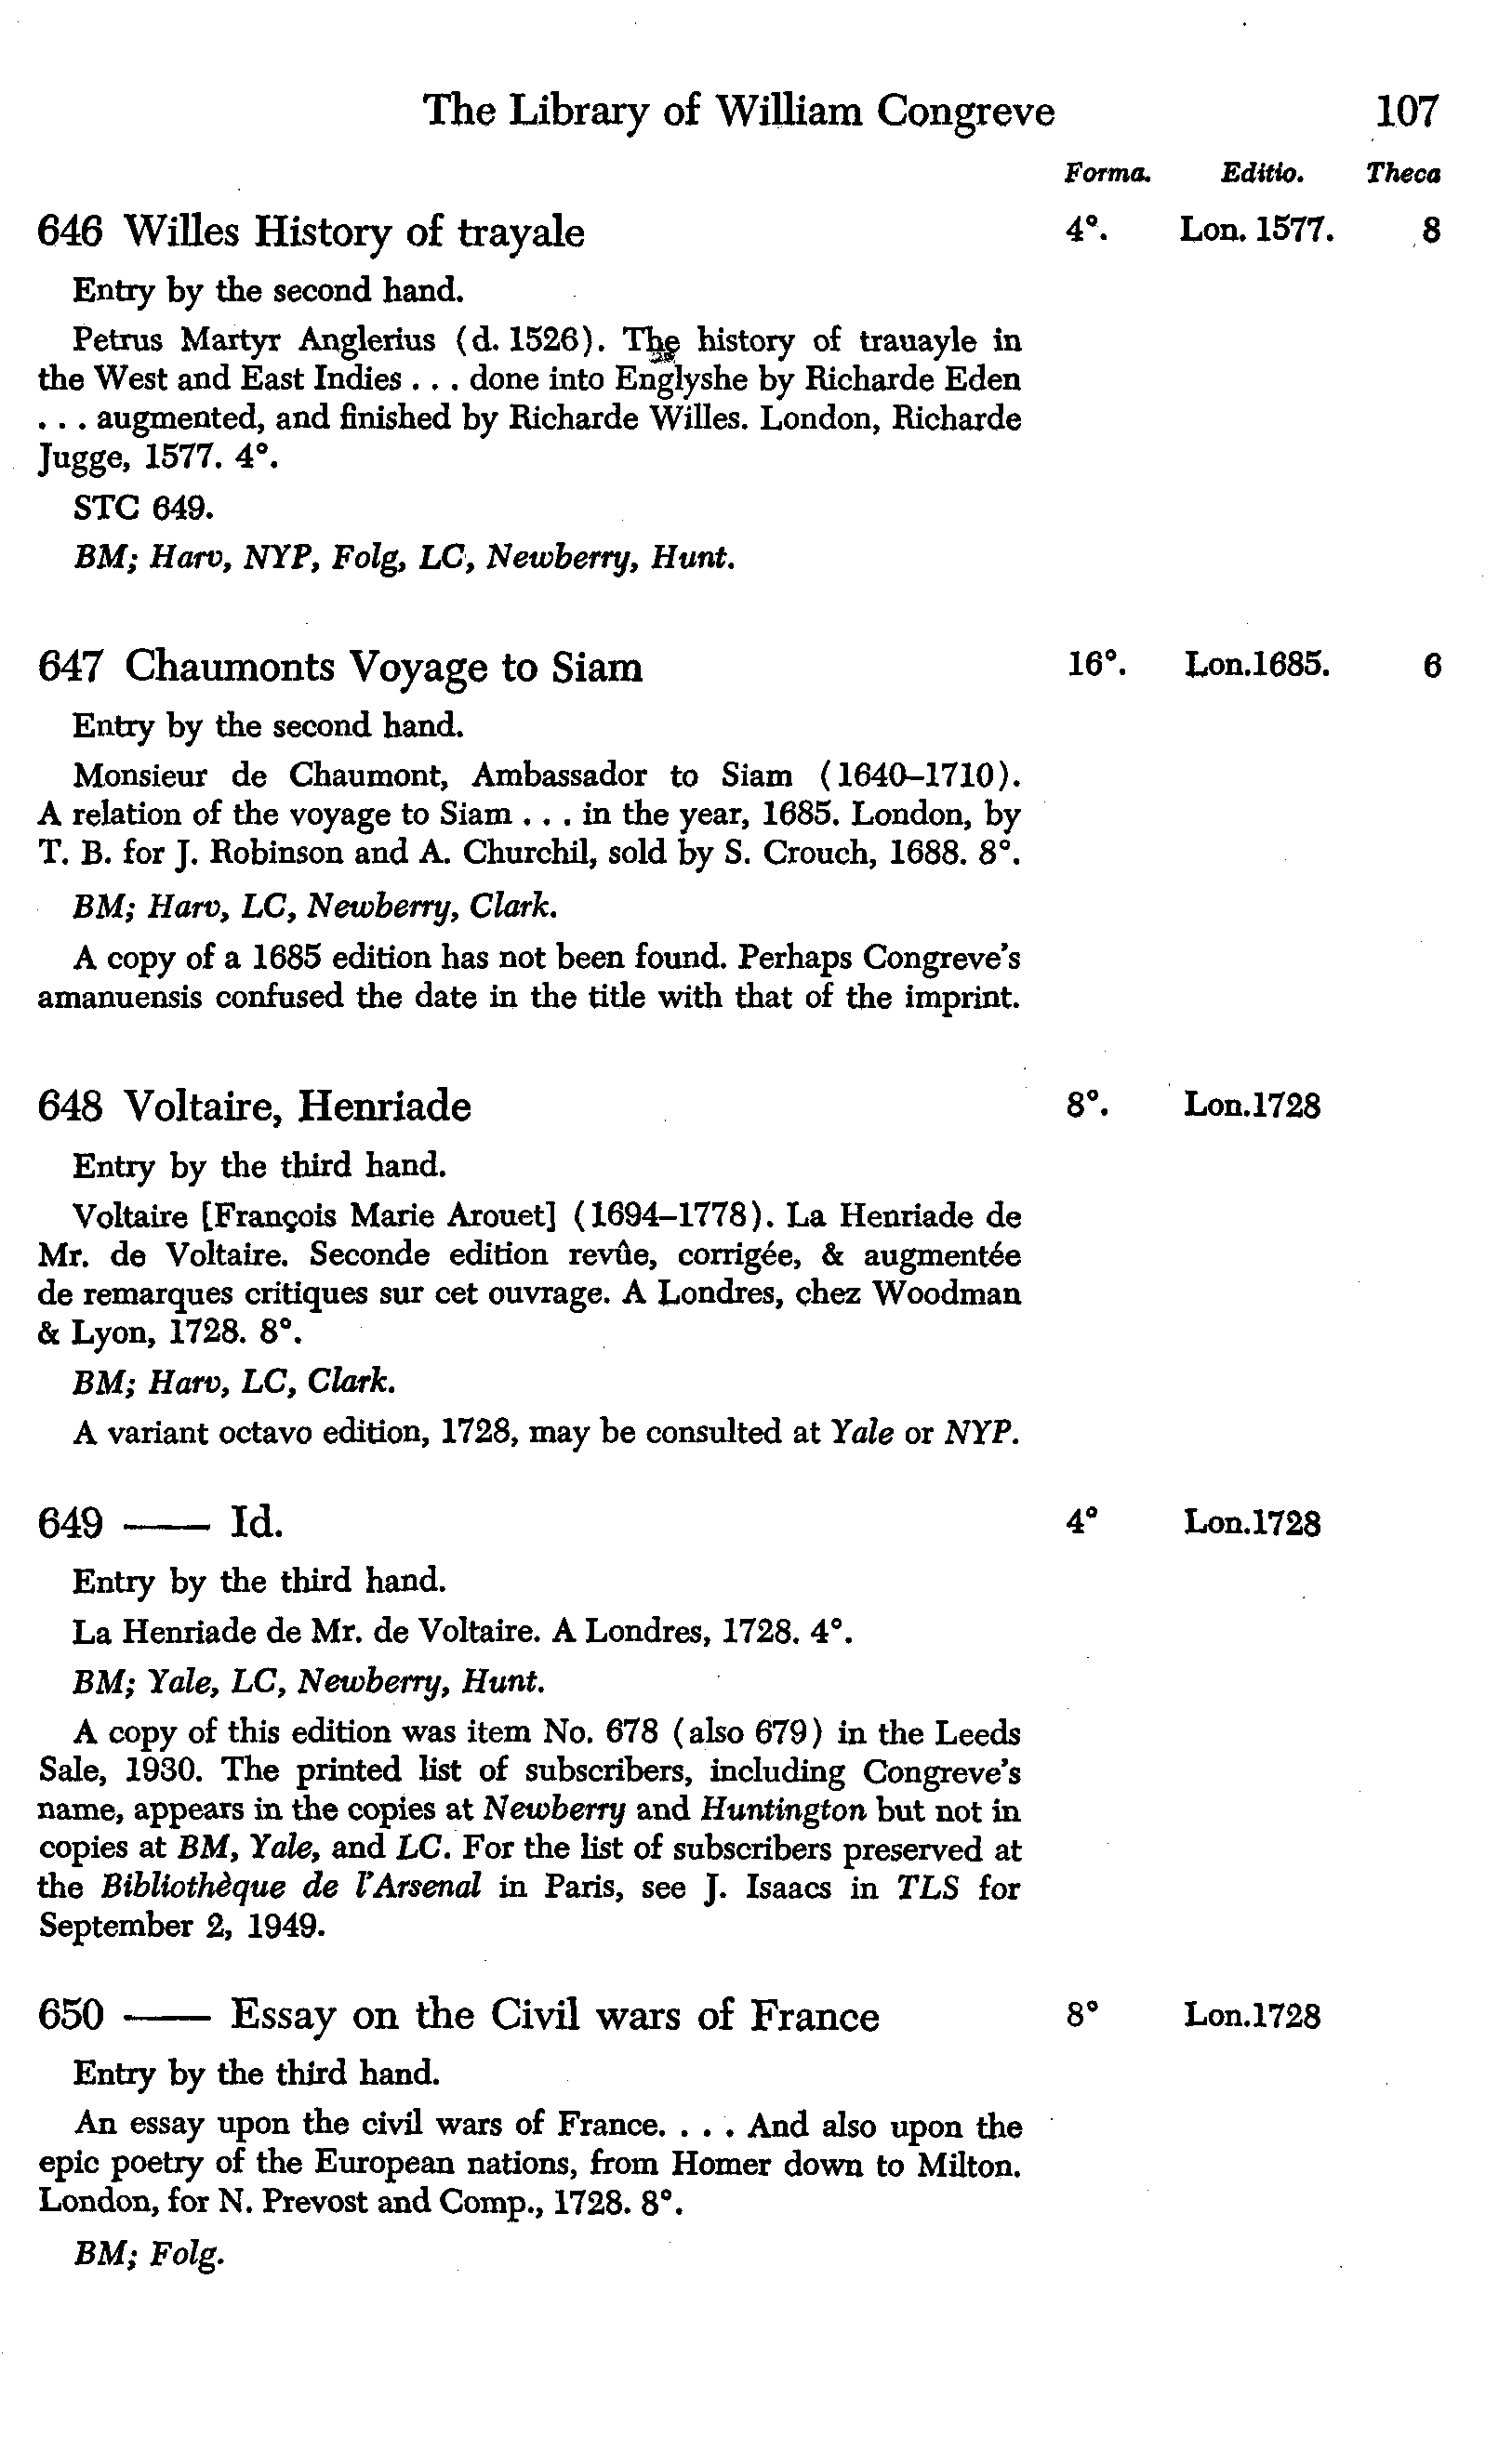 The Library of William Congreve 107
Forma. Editio. Theca
646 Willes History of trayale 4°. Lon. 1577. 8
Entry by the second hand.
Petrus Martyr Anglerius (d. 1526). The history of trauayle in
the West and East Indies . . . done into Englyshe by Richarde Eden
. . . augmented, and finished by Richarde Willes. London, Richarde
Jugge, 1577. 4°.
STC 649.
BM; Harv, NYP, Folg, LC, Newberry, Hunt.
647 Chaumonts Voyage to Siam 16°. Lon.1685. 6
Entry by the second hand.
Monsieur de Chaumont, Ambassador to Siam (1640–1710).
A relation of the voyage to Siam . . . in the year, 1685. London, by
T. B. for J. Robinson and A. Churchil, sold by S. Crouch, 1688. 8°.
BM; Harv, LC, Newberry, Clark.
A copy of a 1685 edition has not been found. Perhaps Congreve's
amanuensis confused the date in the title with that of the imprint.
648 Voltaire, Henriade 8°. Lon.1728
Entry by the third hand.
Voltaire [François Marie Arouet] (1694–1778). La Henriade de
Mr. de Voltaire. Seconde edition revûe, corrigée, & augmentée
de remarques critiques sur cet ouvrage. A Londres, chez Woodman
& Lyon, 1728. 8°.
BM; Harv, LC, Clark.
A variant octavo edition, 1728, may be consulted at Yale or NYP.
649 —— Id. 4° Lon.1728
Entry by the third hand.
La Henriade de Mr. de Voltaire. A Londres, 1728. 4°.
BM; Yale, LC, Newberry, Hunt.
A copy of this edition was item No. 678 (also 679) in the Leeds
Sale, 1930. The printed list of subscribers, including Congreve's
name, appears in the copies at Newberry and Huntington but not in
copies at BM, Yale, and LC. For the list of subscribers preserved at
the Bibliothèque de l'Arsenal in Paris, see J. Isaacs in TLS for
September 2, 1949.
650 —— Essay on the Civil wars of France 8° Lon.1728
Entry by the third hand.
An essay upon the civil wars of France. . . . And also upon the
epic poetry of the European nations, from Homer down to Milton.
London, for N. Prevost and Comp., 1728. 8°.
BM; Folg.